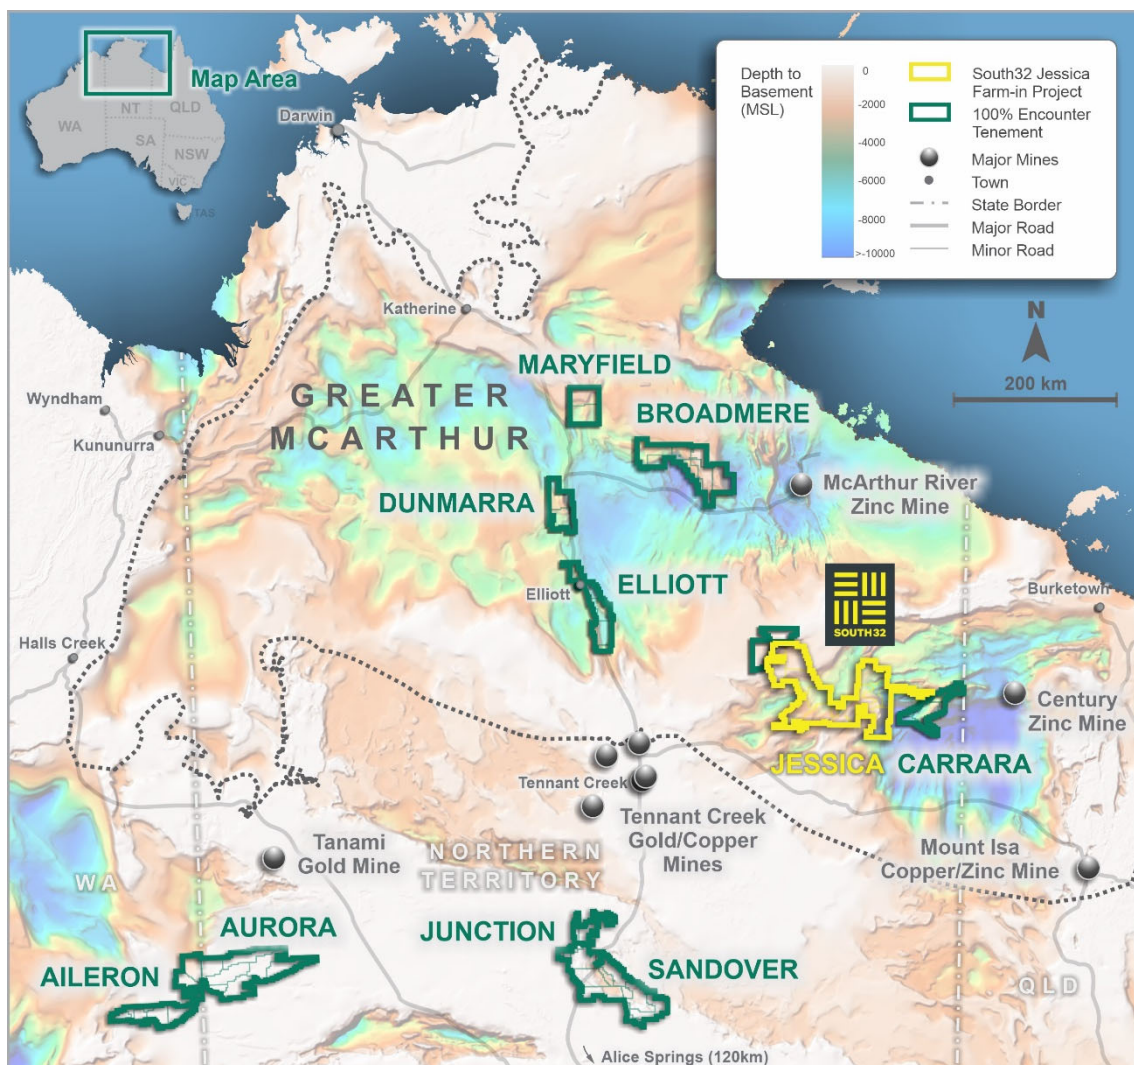 Map Area
WA
NT
QLD
SA
NSW
VIC
TAS
Darwin
Depth to
Basement
(MSL)
0
-2000
-4000
-6000
-8000
>-10000
South32 Jessica
Farm-in Project
100% Encounter
Tenement
Major Mines
Town
State Border
Major Road
Minor Road
N
200 km
Katherine
Wyndham
Kununurra
GREATER
MCARTHUR
MARYFIELD
BROADMERE
DUNMARRA
McArthur River
Zinc Mine
Elliott
ELLIOTT
SOUTH32
Burketown
Halls Creek
Century
Zinc Mine
JESSICA
CARRARA
Tennant Creek
Tennant Creek
Gold/Copper
Mines
Tanami
Gold Mine
NORTHERN
TERRITORY
Mount Isa
Copper/Zinc Mine
WA
AURORA
AILERON
JUNCTION
SANDOVER
QLD
Alice Springs (120km)